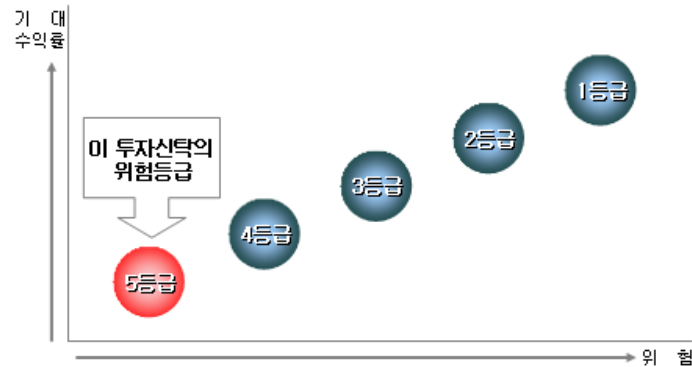 기 대
수익률
1등급
2등급
이 투자신탁의
위험등급
3등급
4등급
5등급
위 험